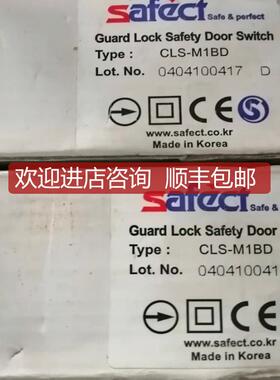 safect Safe & perfect
Guard Lock Safety Door Switch
Type : CLS-M1BD
Lot. No. 0404100417 D
www.safect.co.kr
Made in Korea
欢迎进店咨询 顺丰包邮
safect Safe &
Guard Lock Safety Door
Type : CLS-M1BD
Lot. No. 040410041
www.safect.co.k
Made in Korea